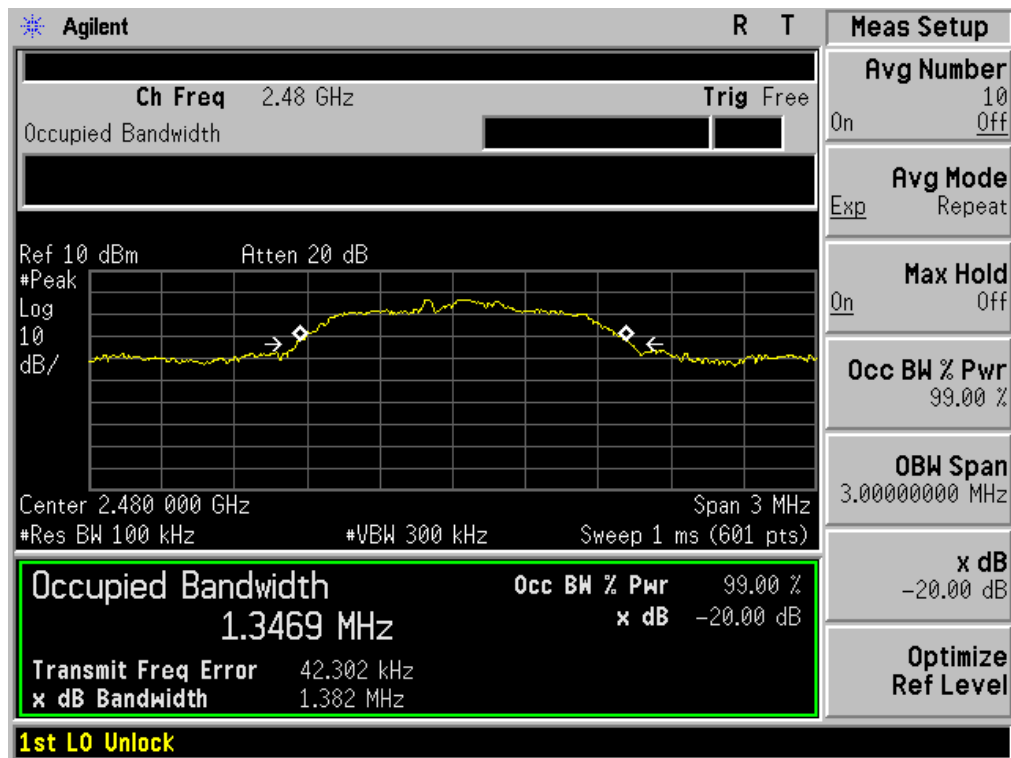 Agilent R T
Ch Freq 2.48 GHz Trig Free
Occupied Bandwidth
Ref 10 dBm Atten 20 dB
#Peak
Log
10
dB/
Center 2.480 000 GHz Span 3 MHz
#Res BW 100 kHz #VBW 300 kHz Sweep 1 ms (601 pts)
Occupied Bandwidth
1.3469 MHz
Occ BW % Pwr 99.00 %
x dB -20.00 dB
Transmit Freq Error 42.302 kHz
x dB Bandwidth 1.382 MHz
1st LO Unlock
Meas Setup
Avg Number
10
On Off
Avg Mode
Exp Repeat
Max Hold
On Off
Occ BW % Pwr
99.00 %
OBW Span
3.00000000 MHz
x dB
-20.00 dB
Optimize
Ref Level